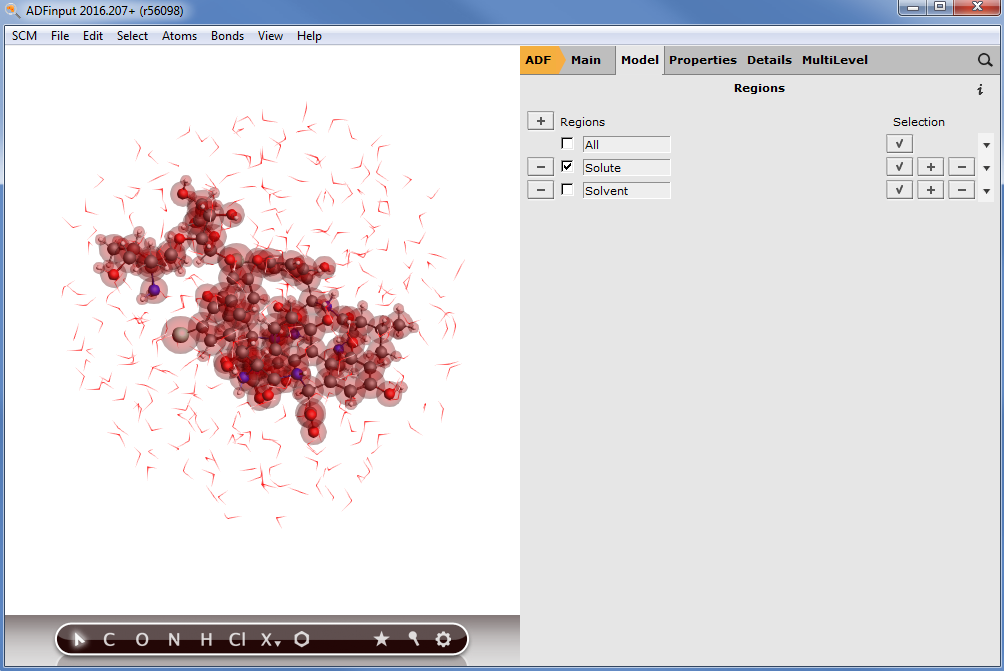 ADFinput 2016.207+ (r56098)
SCM File Edit Select Atoms Bonds View Help
ADF Main Model Properties Details MultiLevel
Regions i
+ Regions Selection
All √
− Solute √ + −
− Solvent √ + −
C O N H Cl X